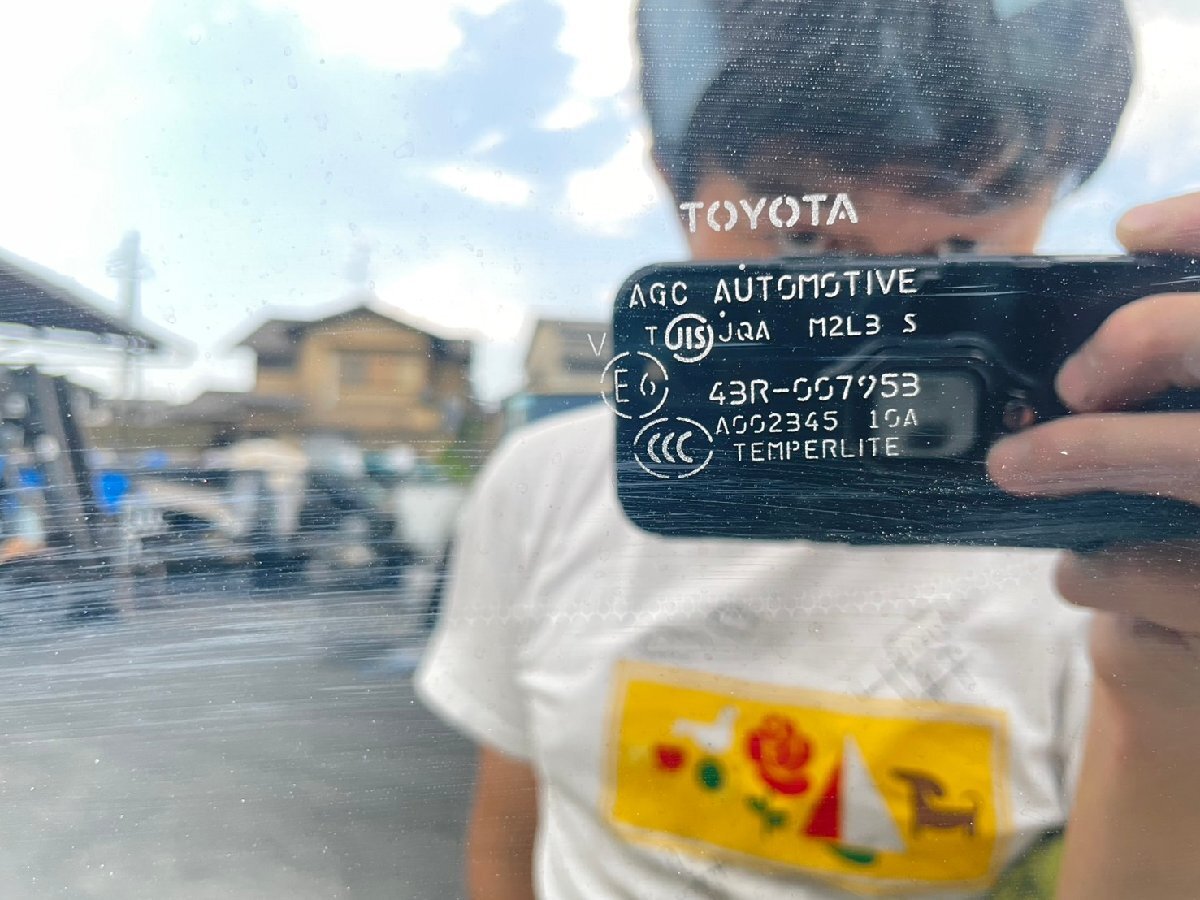 TOYOTA
AGC AUTOMOTIVE
T JIS JQA M2L3 S
V
E6 43R-007953
CCC A002345 10A
TEMPERLITE